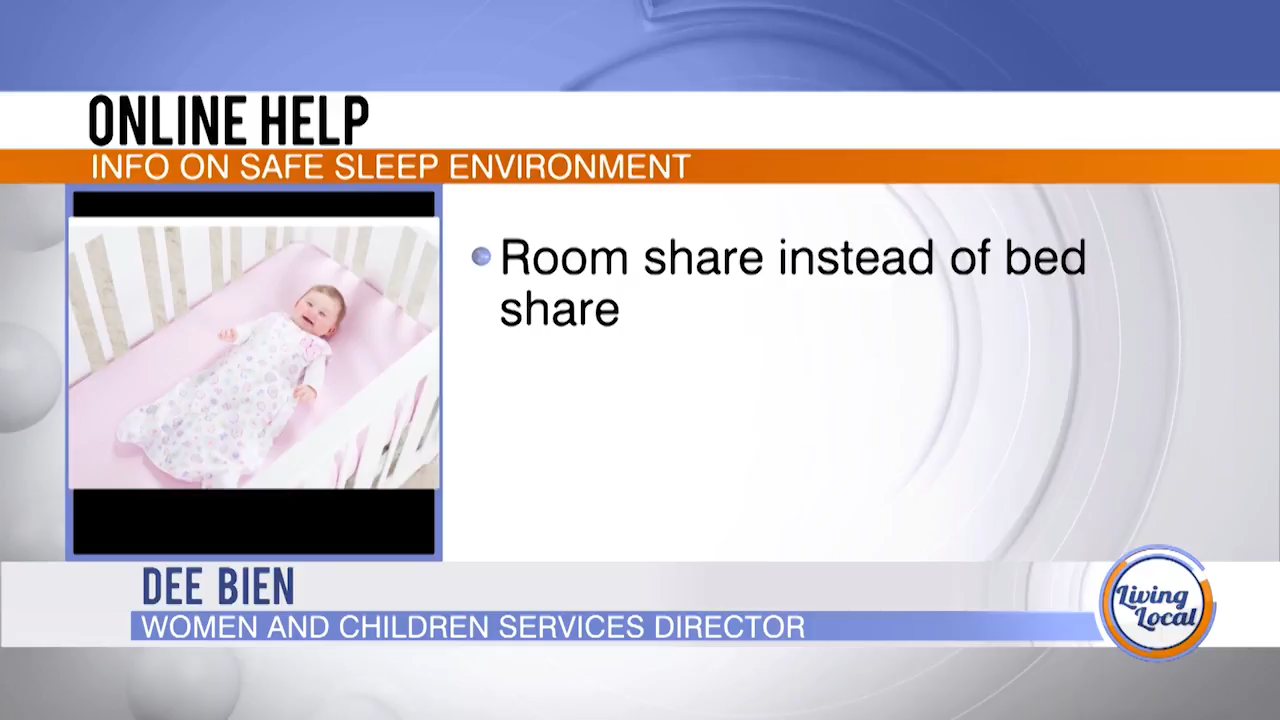 ONLINE HELP
INFO ON SAFE SLEEP ENVIRONMENT
Room share instead of bed
share
DEE BIEN
WOMEN AND CHILDREN SERVICES DIRECTOR
Living
Local